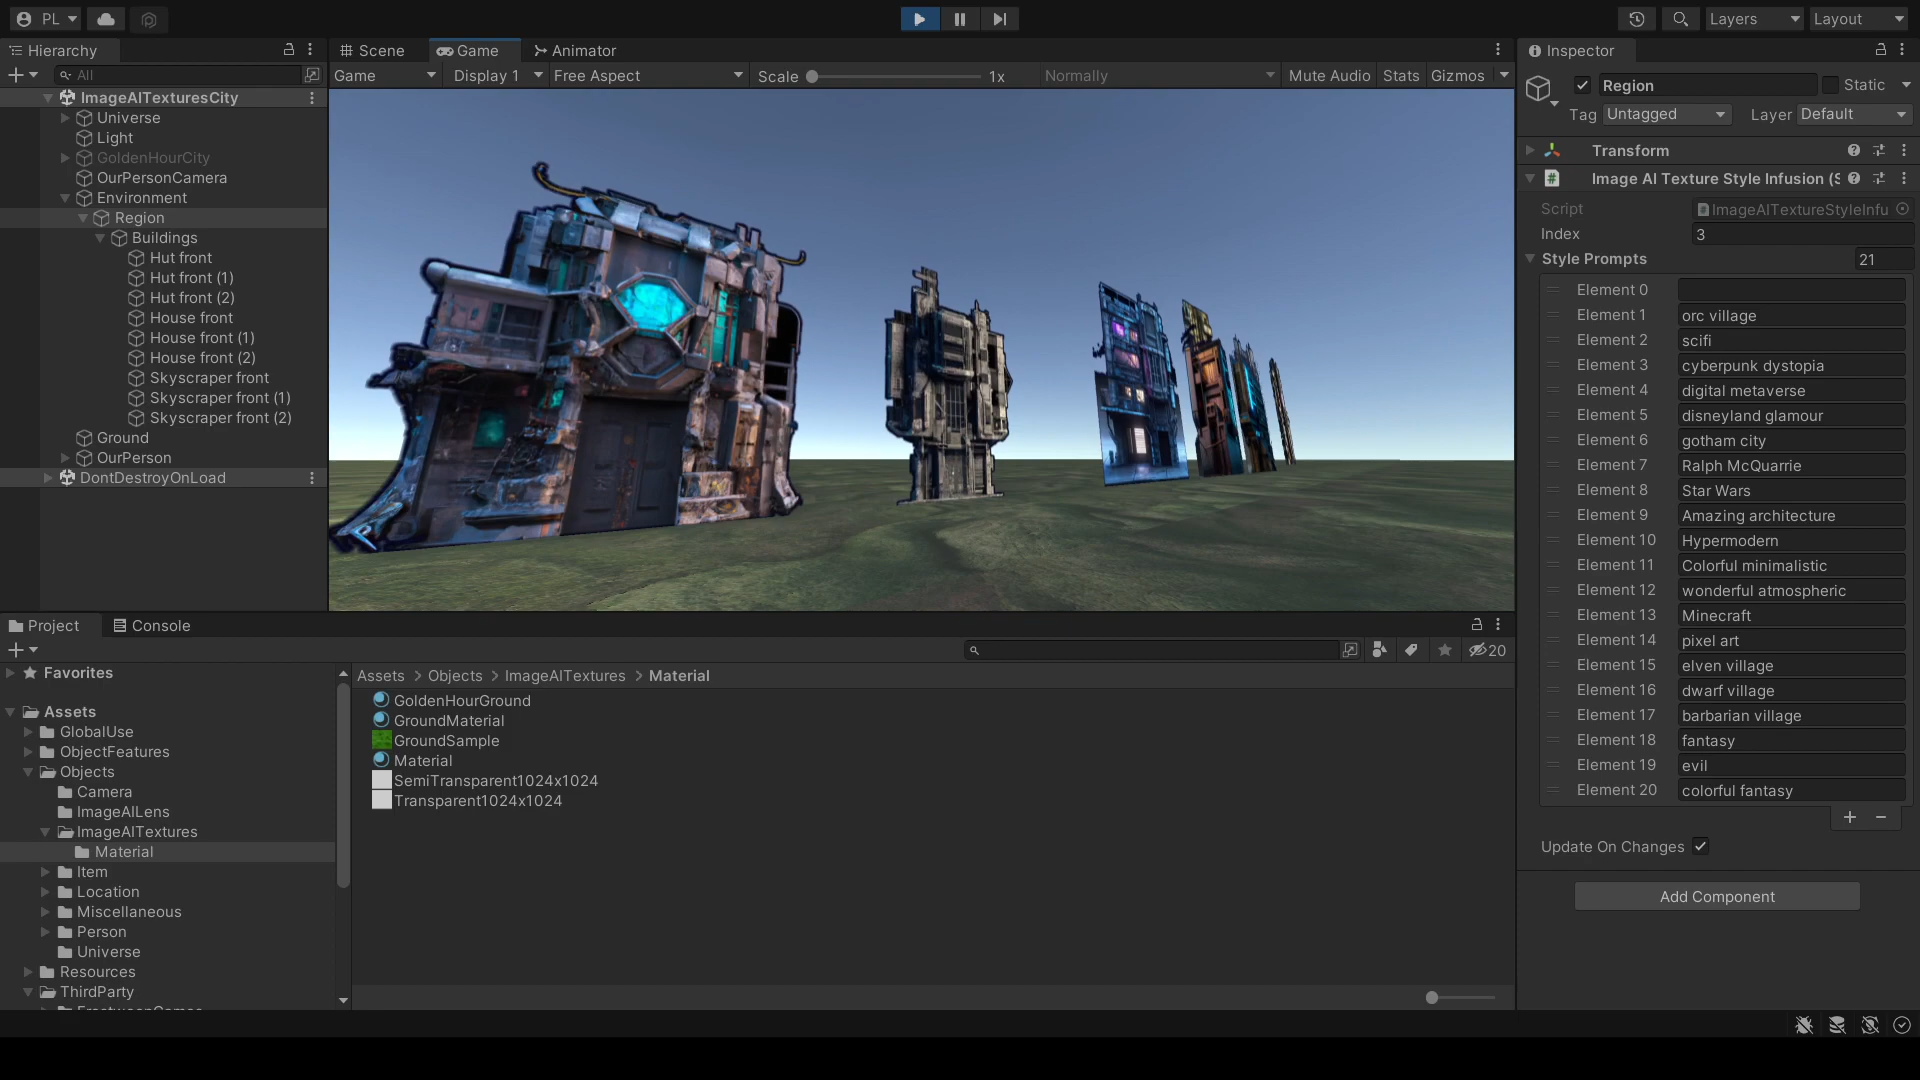 PL
Layers
Layout
Hierarchy
Scene
Game
Animator
Inspector
All
Game
Display 1
Free Aspect
Scale
1x
Normally
Mute Audio
Stats
Gizmos
Region
Static
Tag
Untagged
Layer
Default
ImageAITexturesCity
Universe
Light
GoldenHourCity
OurPersonCamera
Environment
Region
Buildings
Hut front
Hut front (1)
Hut front (2)
House front
House front (1)
House front (2)
Skyscraper front
Skyscraper front (1)
Skyscraper front (2)
Ground
OurPerson
DontDestroyOnLoad
Transform
Image AI Texture Style Infusion (S
Script
ImageAITextureStyleInfu
Index
3
Style Prompts
21
Element 0
Element 1
orc village
Element 2
scifi
Element 3
cyberpunk dystopia
Element 4
digital metaverse
Element 5
disneyland glamour
Element 6
gotham city
Element 7
Ralph McQuarrie
Element 8
Star Wars
Element 9
Amazing architecture
Element 10
Hypermodern
Element 11
Colorful minimalistic
Element 12
wonderful atmospheric
Element 13
Minecraft
Element 14
pixel art
Element 15
elven village
Element 16
dwarf village
Element 17
barbarian village
Element 18
fantasy
Element 19
evil
Element 20
colorful fantasy
Update On Changes
Add Component
Project
Console
20
Favorites
Assets
GlobalUse
ObjectFeatures
Objects
Camera
ImageAILens
ImageAITextures
Material
Item
Location
Miscellaneous
Person
Universe
Resources
ThirdParty
Assets > Objects > ImageAITextures > Material
GoldenHourGround
GroundMaterial
GroundSample
Material
SemiTransparent1024x1024
Transparent1024x1024